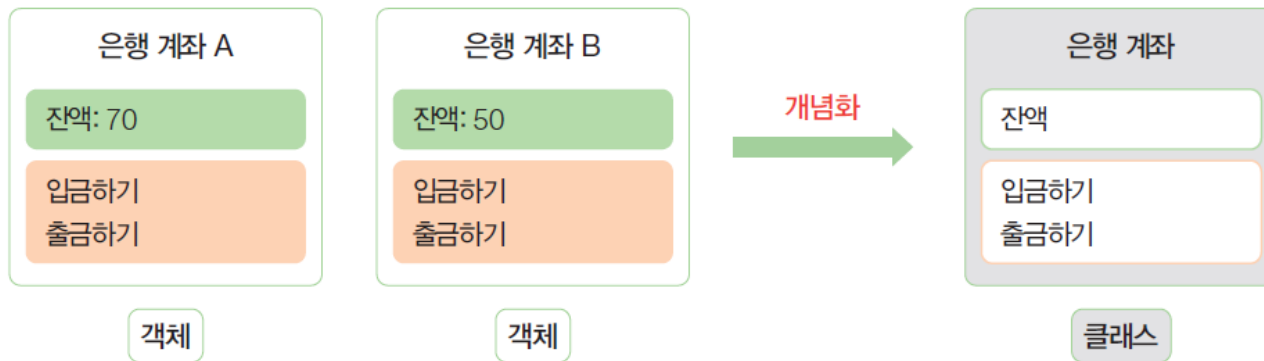 은행 계좌 A
잔액: 70
입금하기
출금하기
객체
은행 계좌 B
잔액: 50
입금하기
출금하기
객체
개념화
은행 계좌
잔액
입금하기
출금하기
클래스